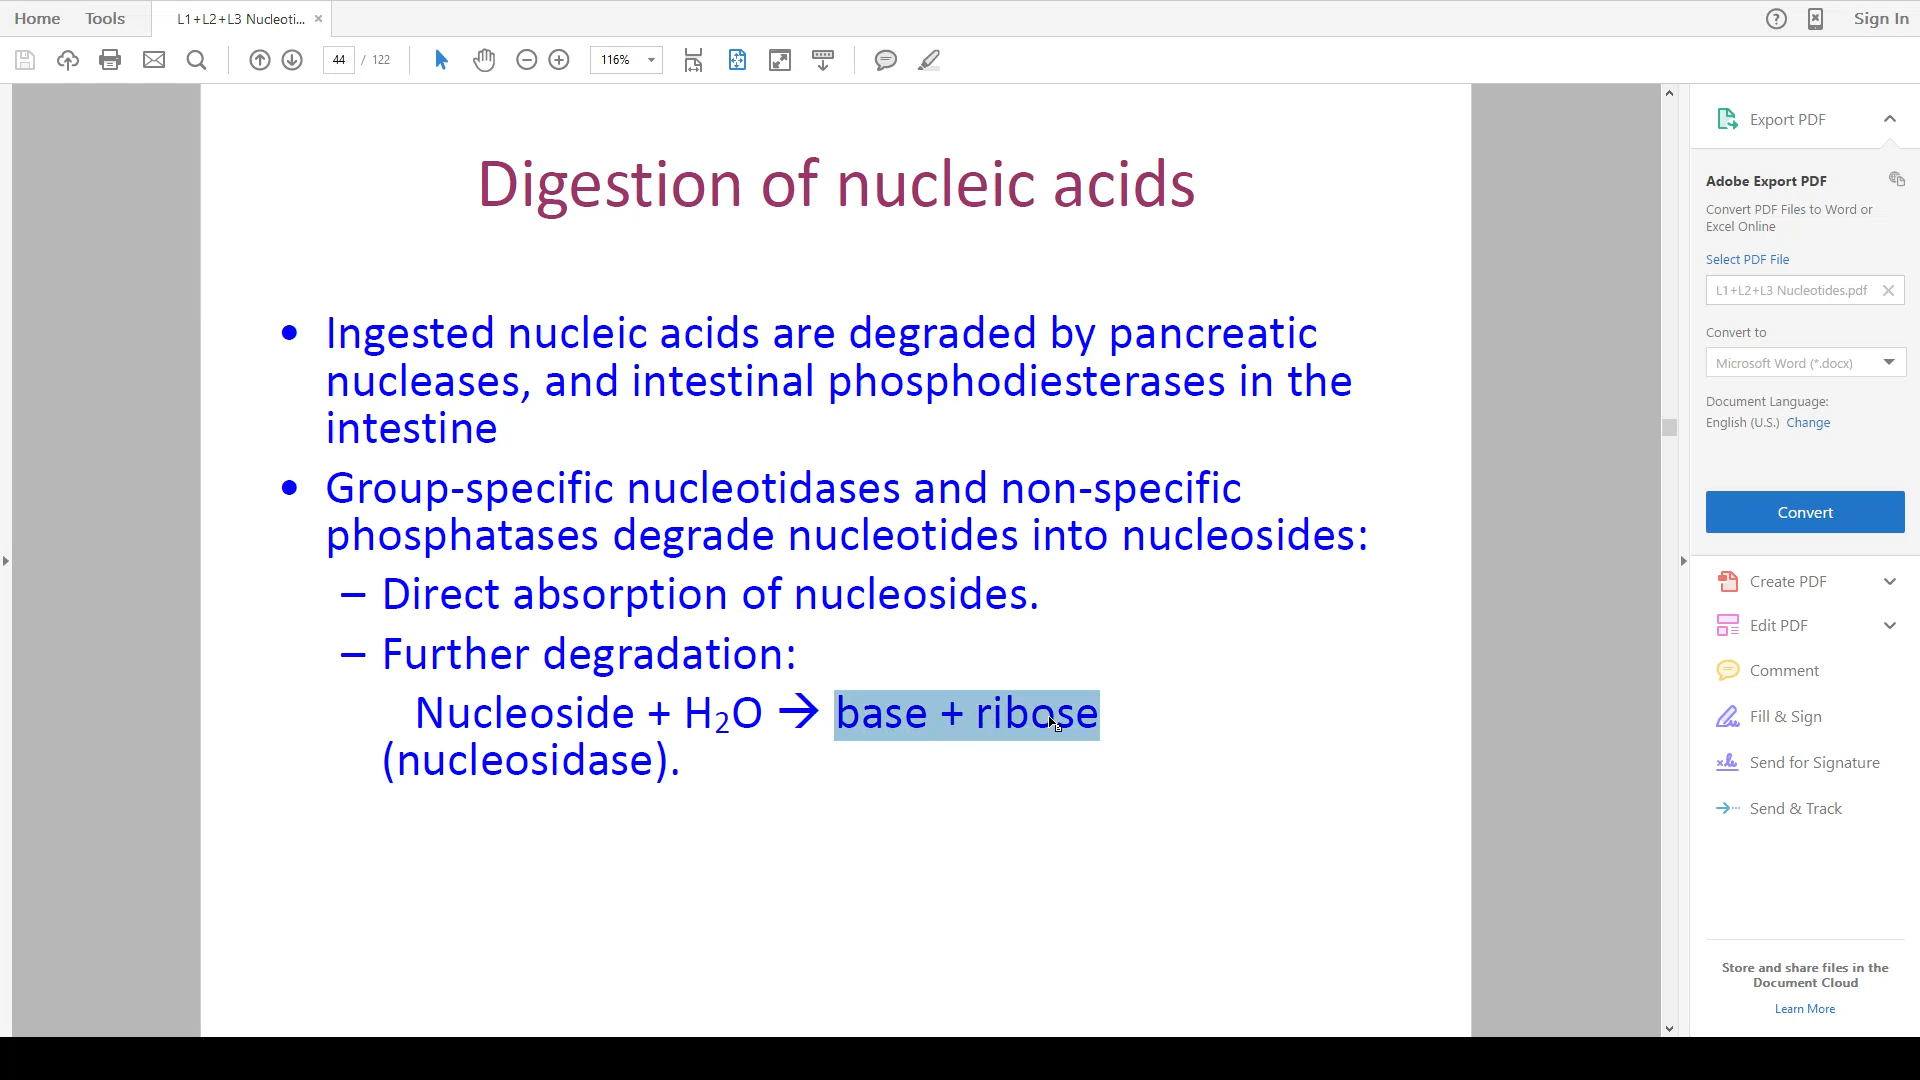 Home
Tools
L1+L2+L3 Nucleoti...
Sign In
44 / 122
116%
Digestion of nucleic acids
• Ingested nucleic acids are degraded by pancreatic
nucleases, and intestinal phosphodiesterases in the
intestine
• Group-specific nucleotidases and non-specific
phosphatases degrade nucleotides into nucleosides:
– Direct absorption of nucleosides.
– Further degradation:
Nucleoside + H₂O → base + ribose
(nucleosidase).
Export PDF
Adobe Export PDF
Convert PDF Files to Word or
Excel Online
Select PDF File
L1+L2+L3 Nucleotides.pdf
Convert to
Microsoft Word (*.docx)
Document Language:
English (U.S.) Change
Convert
Create PDF
Edit PDF
Comment
Fill & Sign
Send for Signature
Send & Track
Store and share files in the
Document Cloud
Learn More